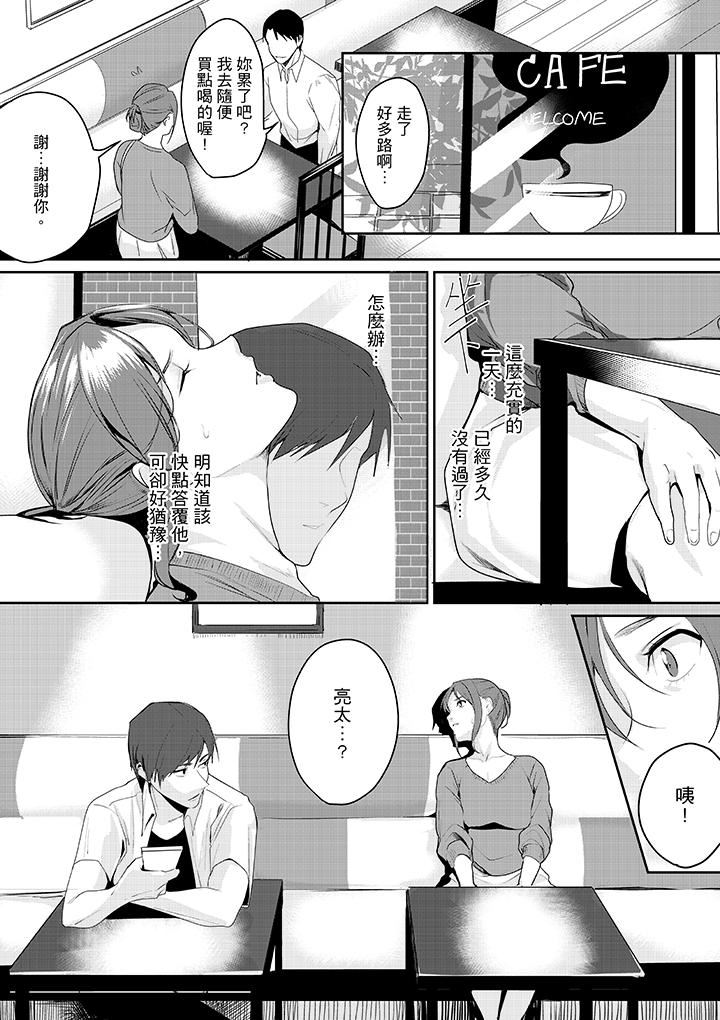 CAFE
WELCOME
走了
好多路啊…
妳累了吧？
我去隨便
買點喝的喔！
謝…謝謝你。
這麼充實的
一天…
已經多久
沒有過了…
怎麼辦…
明知道該
快點答覆他，
可卻好猶豫…
咦！
亮太…？